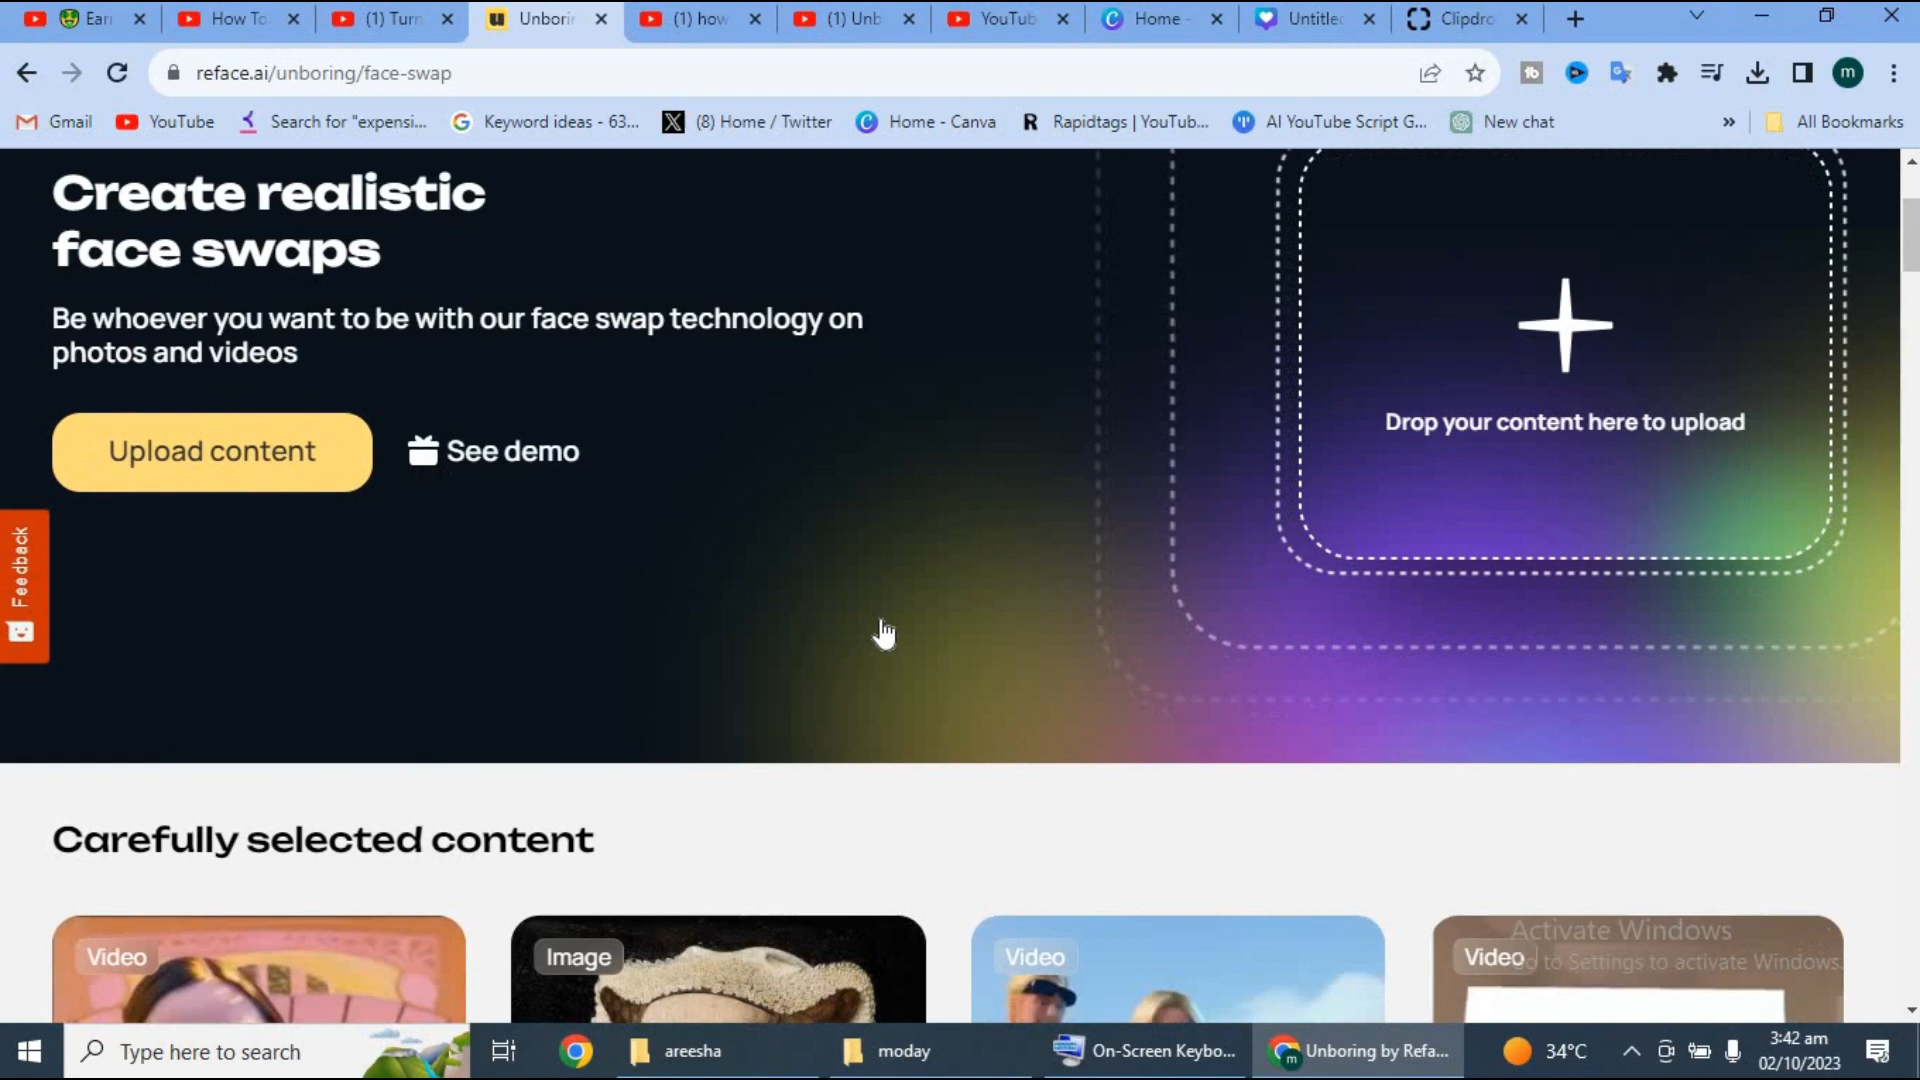 Ear
How To
(1) Turn
Unborin
(1) how
(1) Unb
YouTub
Home -
Untitled
Clipdro
reface.ai/unboring/face-swap
m
Gmail
YouTube
Search for "expensi...
Keyword ideas - 63...
(8) Home / Twitter
Home - Canva
Rapidtags | YouTub...
AI YouTube Script G...
New chat
»
All Bookmarks
Create realistic
face swaps
Be whoever you want to be with our face swap technology on
photos and videos
Upload content
See demo
Drop your content here to upload
Feedback
Carefully selected content
Video
Image
Video
Video
Activate Windows
Go to Settings to activate Windows.
Type here to search
areesha
moday
On-Screen Keybo...
Unboring by Refa...
34°C
3:42 am
02/10/2023